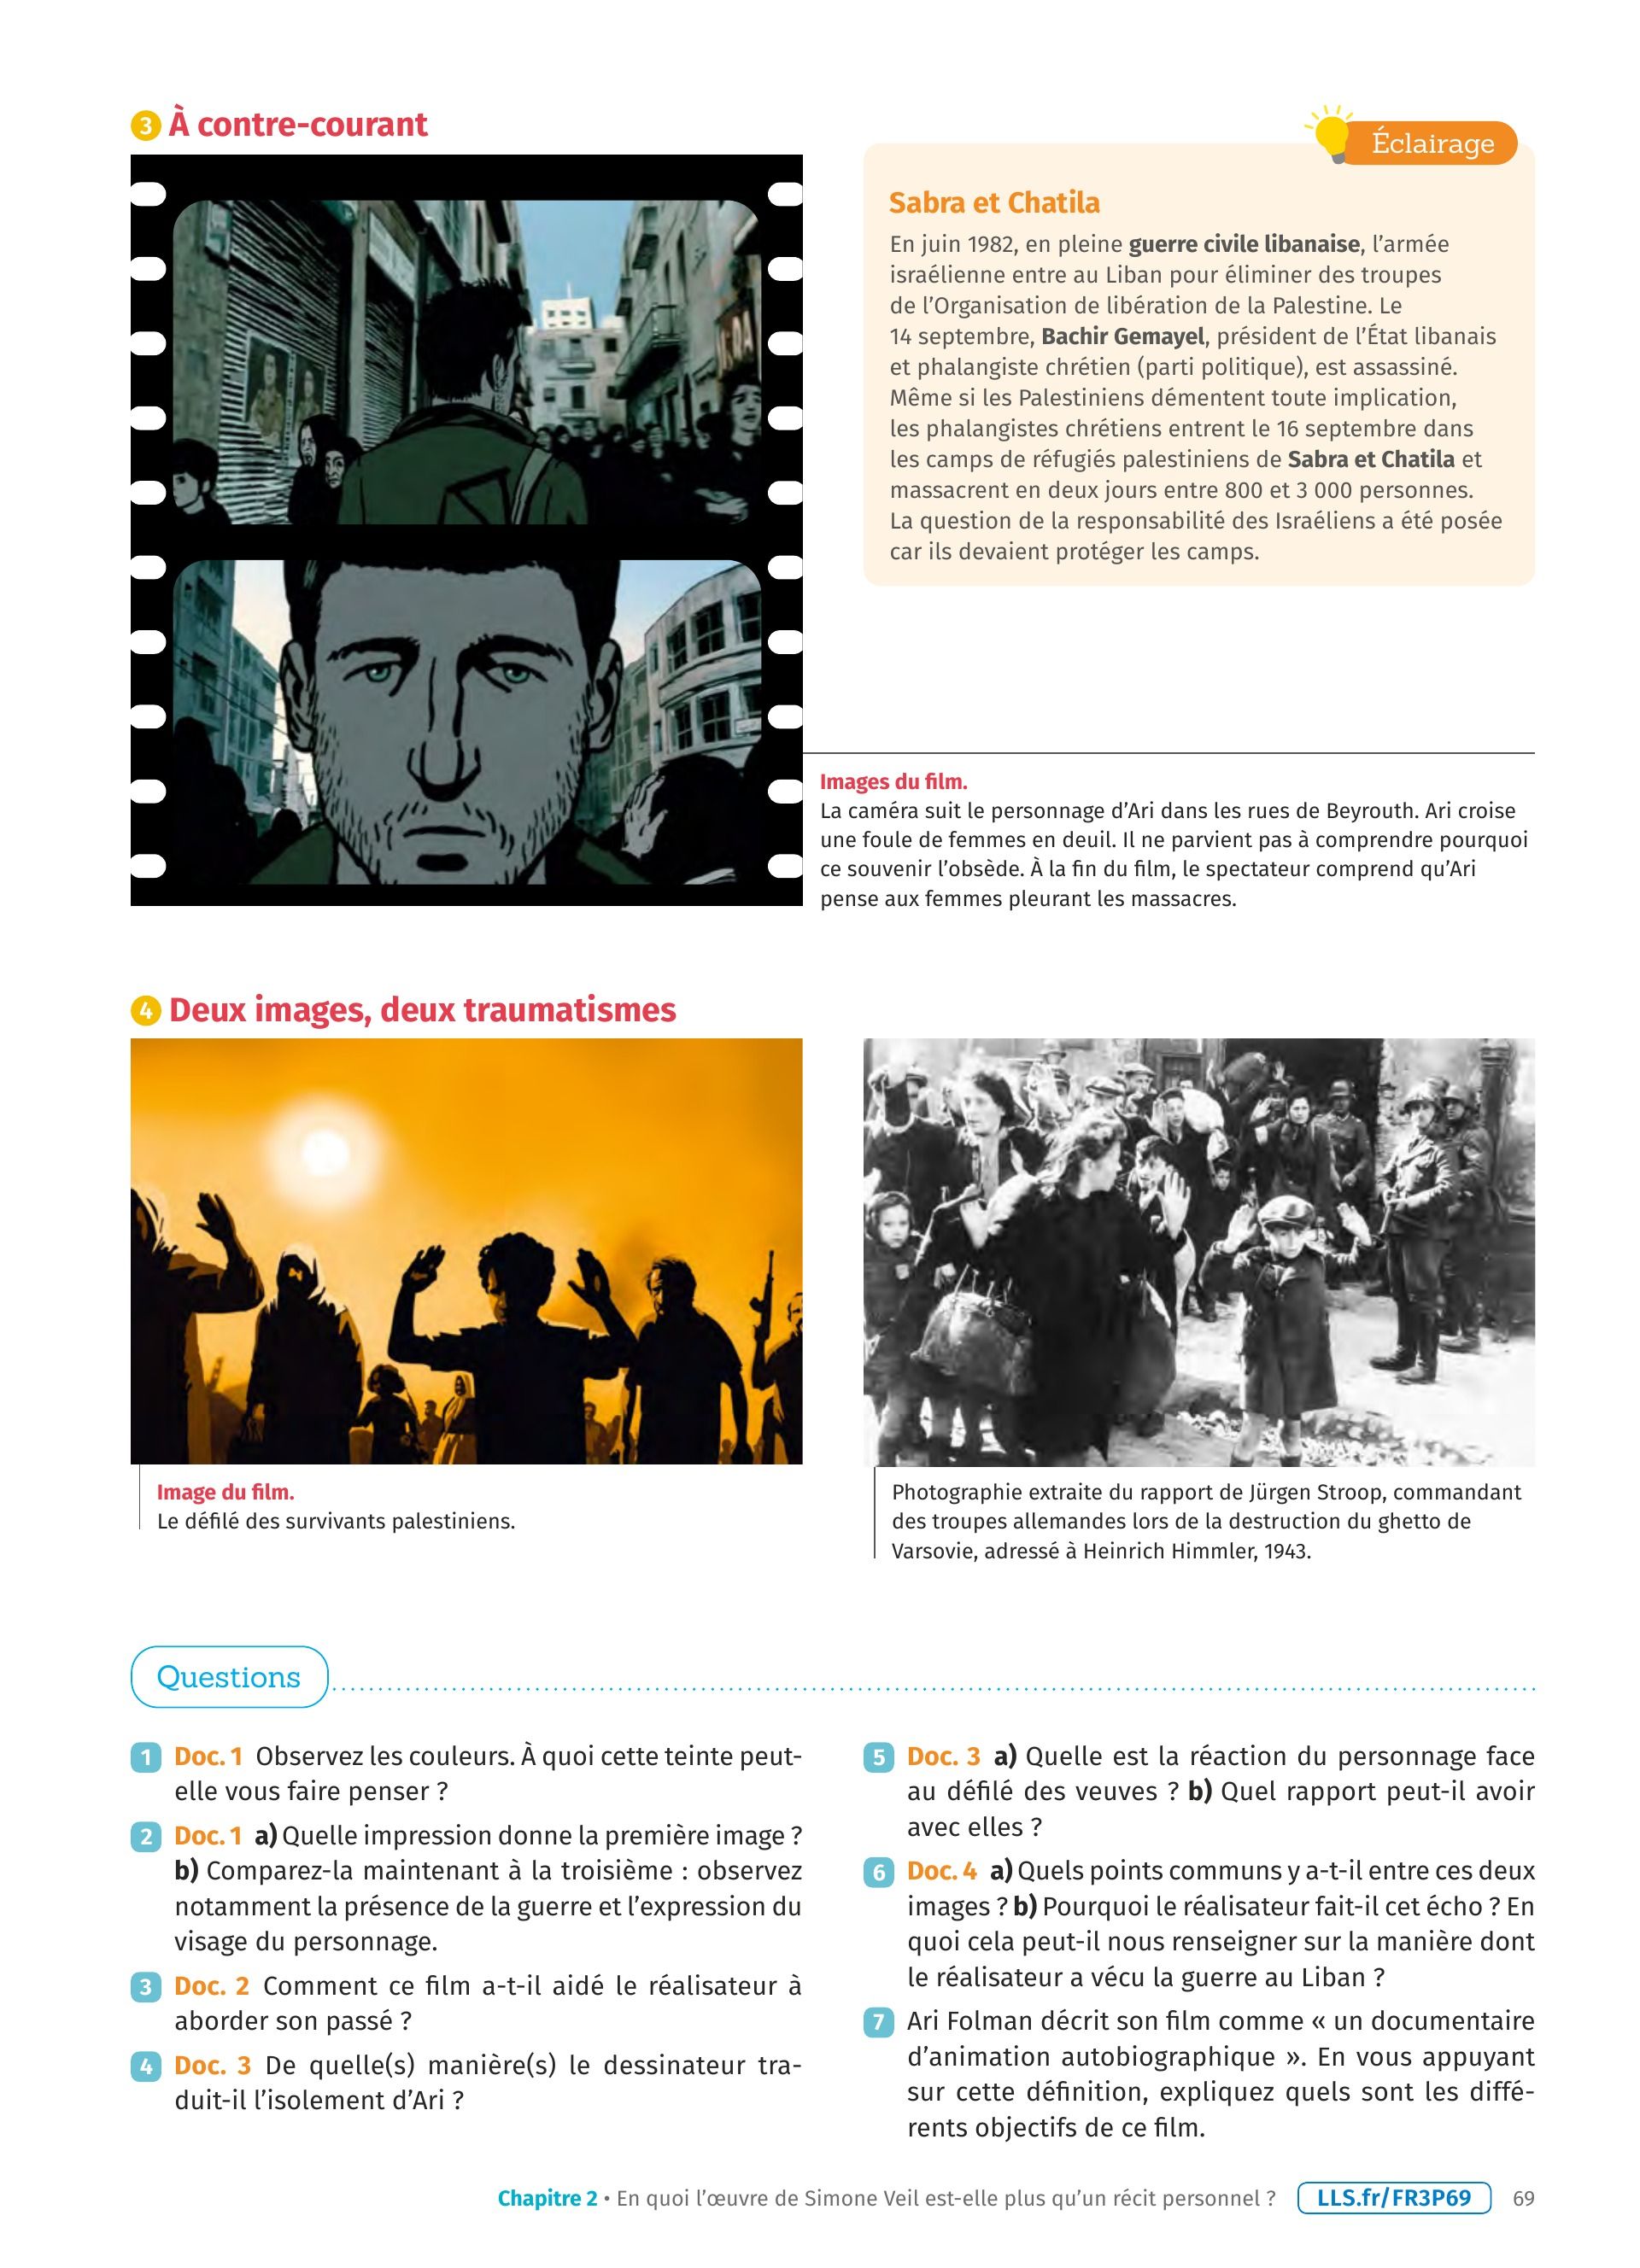 3 À contre-courant
Éclairage
Sabra et Chatila
En juin 1982, en pleine guerre civile libanaise, l’armée
israélienne entre au Liban pour éliminer des troupes
de l’Organisation de libération de la Palestine. Le
14 septembre, Bachir Gemayel, président de l’État libanais
et phalangiste chrétien (parti politique), est assassiné.
Même si les Palestiniens démentent toute implication,
les phalangistes chrétiens entrent le 16 septembre dans
les camps de réfugiés palestiniens de Sabra et Chatila et
massacrent en deux jours entre 800 et 3 000 personnes.
La question de la responsabilité des Israéliens a été posée
car ils devaient protéger les camps.
Images du film.
La caméra suit le personnage d’Ari dans les rues de Beyrouth. Ari croise
une foule de femmes en deuil. Il ne parvient pas à comprendre pourquoi
ce souvenir l’obsède. À la fin du film, le spectateur comprend qu’Ari
pense aux femmes pleurant les massacres.
4 Deux images, deux traumatismes
Image du film.
Le défilé des survivants palestiniens.
Photographie extraite du rapport de Jürgen Stroop, commandant
des troupes allemandes lors de la destruction du ghetto de
Varsovie, adressé à Heinrich Himmler, 1943.
Questions
1 Doc. 1 Observez les couleurs. À quoi cette teinte peut-
elle vous faire penser ?
2 Doc. 1 a) Quelle impression donne la première image ?
b) Comparez-la maintenant à la troisième : observez
notamment la présence de la guerre et l’expression du
visage du personnage.
3 Doc. 2 Comment ce film a-t-il aidé le réalisateur à
aborder son passé ?
4 Doc. 3 De quelle(s) manière(s) le dessinateur tra-
duit-il l’isolement d’Ari ?
5 Doc. 3 a) Quelle est la réaction du personnage face
au défilé des veuves ? b) Quel rapport peut-il avoir
avec elles ?
6 Doc. 4 a) Quels points communs y a-t-il entre ces deux
images ? b) Pourquoi le réalisateur fait-il cet écho ? En
quoi cela peut-il nous renseigner sur la manière dont
le réalisateur a vécu la guerre au Liban ?
7 Ari Folman décrit son film comme « un documentaire
d’animation autobiographique ». En vous appuyant
sur cette définition, expliquez quels sont les diffé-
rents objectifs de ce film.
Chapitre 2 • En quoi l’œuvre de Simone Veil est-elle plus qu’un récit personnel ? LLS.fr/FR3P69 69